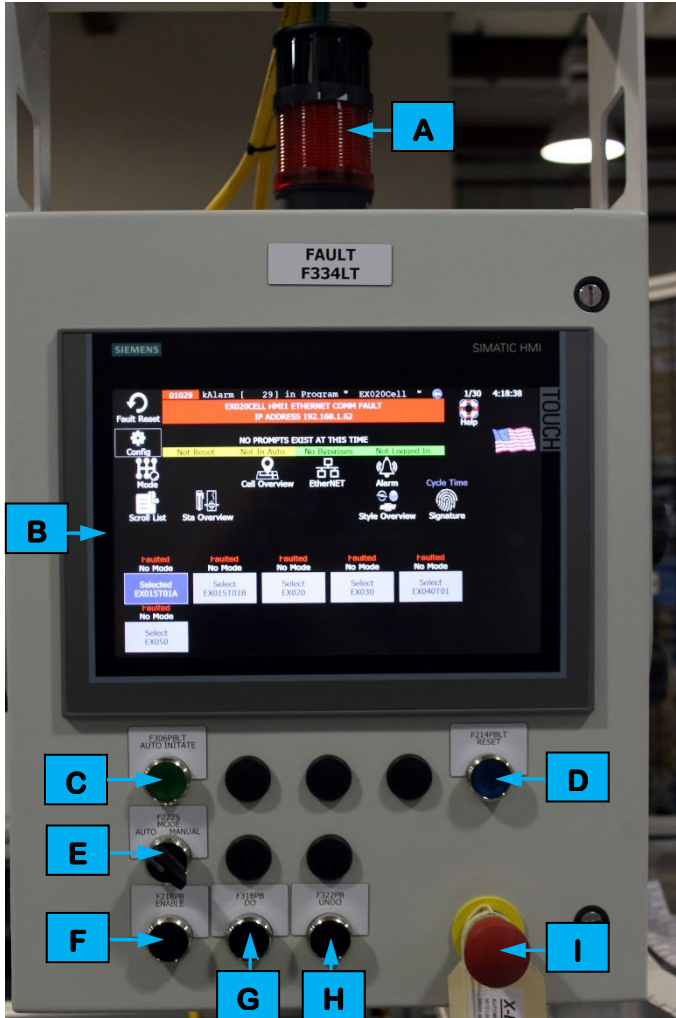 A
FAULT
F334LT
SIEMENS
SIMATIC HMI
TOUCH
01029 kAlarm [ 29] in Program " EX020Cell " 1/30 4:18:38
EX020CELL HMI1 ETHERNET COMM FAULT
IP ADDRESS 192.168.1.62
Fault Reset
Help
NO PROMPTS EXIST AT THIS TIME
Config
Not Reset Not In Auto No Bypasses Not Logged In
Mode
Cell Overview
EtherNET
Alarm
Cycle Time
Scroll List
Sta Overview
Style Overview
Signature
B
Faulted Faulted Faulted Faulted Faulted
No Mode No Mode No Mode No Mode No Mode
Selected Select Select Select Select
EX015T01A EX015T01B EX020 EX030 EX040T01
Faulted
No Mode
Select
EX050
F306PBLT
AUTO INITATE
F214PBLT
RESET
C
D
F222S
MODE
AUTO MANUAL
E
F218PB
ENABLE
F318PB
DO
F322PB
UNDO
F
G
H
I